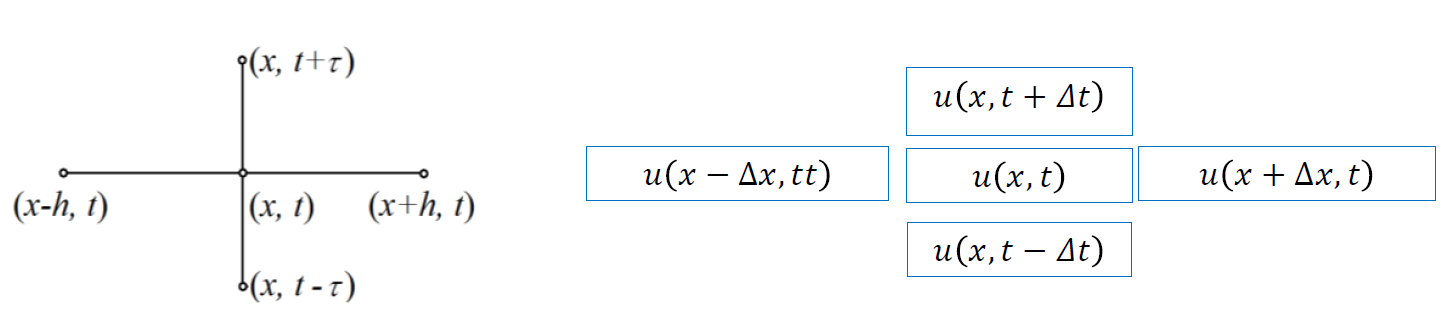 (x, t+τ)
(x-h, t)
(x, t)
(x+h, t)
(x, t - τ)
u(x, t + Δt)
u(x − Δx, tt)
u(x, t)
u(x + Δx, t)
u(x, t − Δt)